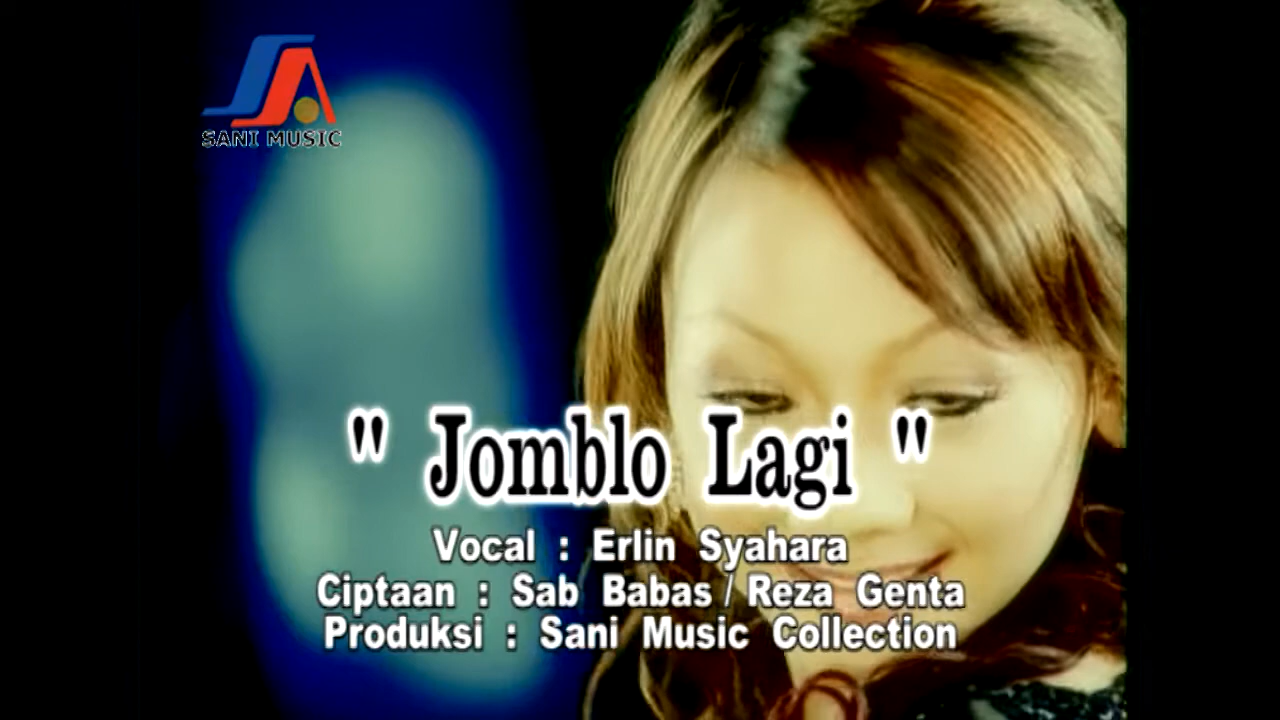 SANI MUSIC
" Jomblo Lagi "
Vocal : Erlin Syahara
Ciptaan : Sab Babas / Reza Genta
Produksi : Sani Music Collection